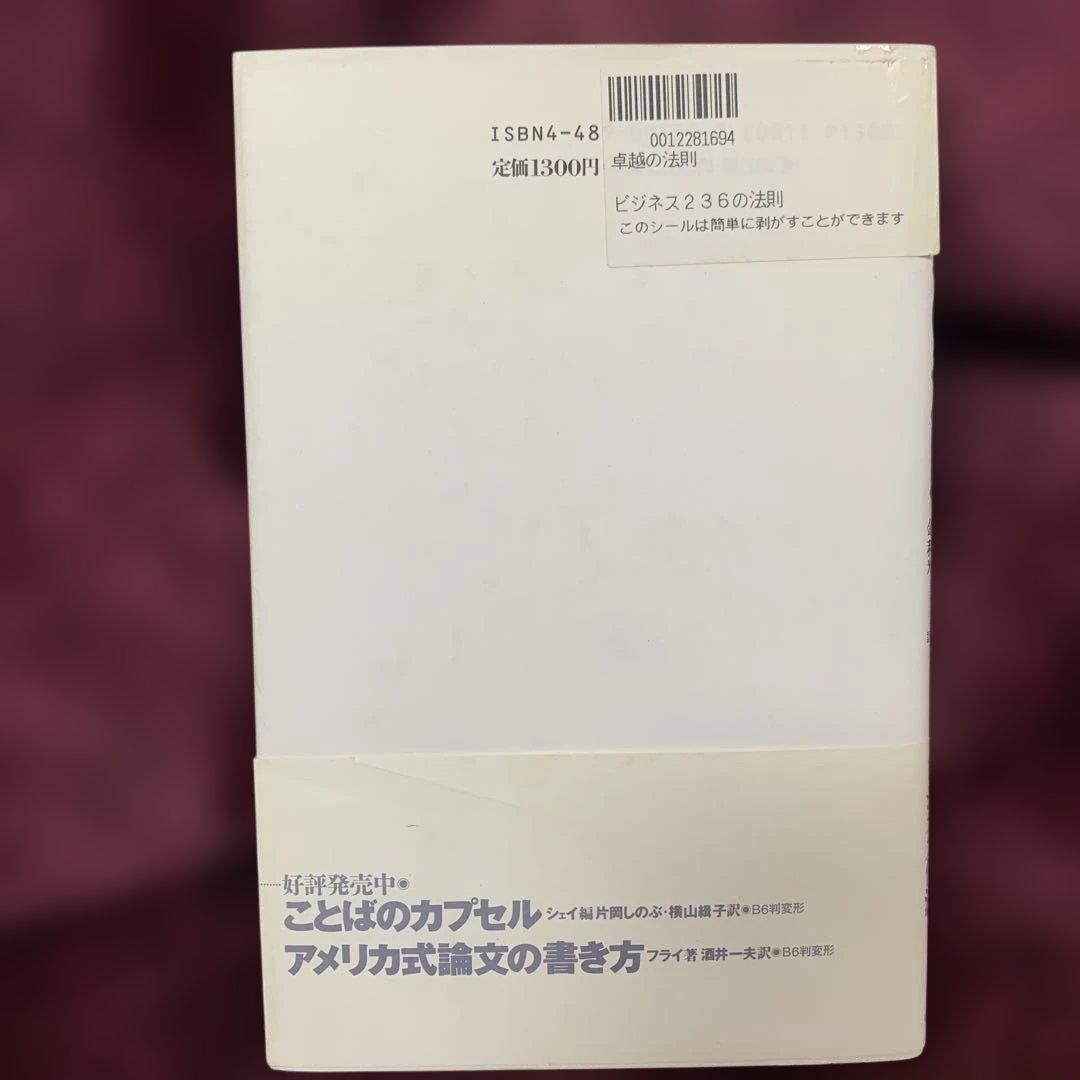 ISBN4-48
定価1300円
0012281694
卓越の法則
ビジネス236の法則
このシールは簡単に剥がすことができます
……好評発売中◉
ことばのカプセル シェイ編 片岡しのぶ・横山緝子訳◉B6判変形
アメリカ式論文の書き方 フライ著 酒井一夫訳◉B6判変形